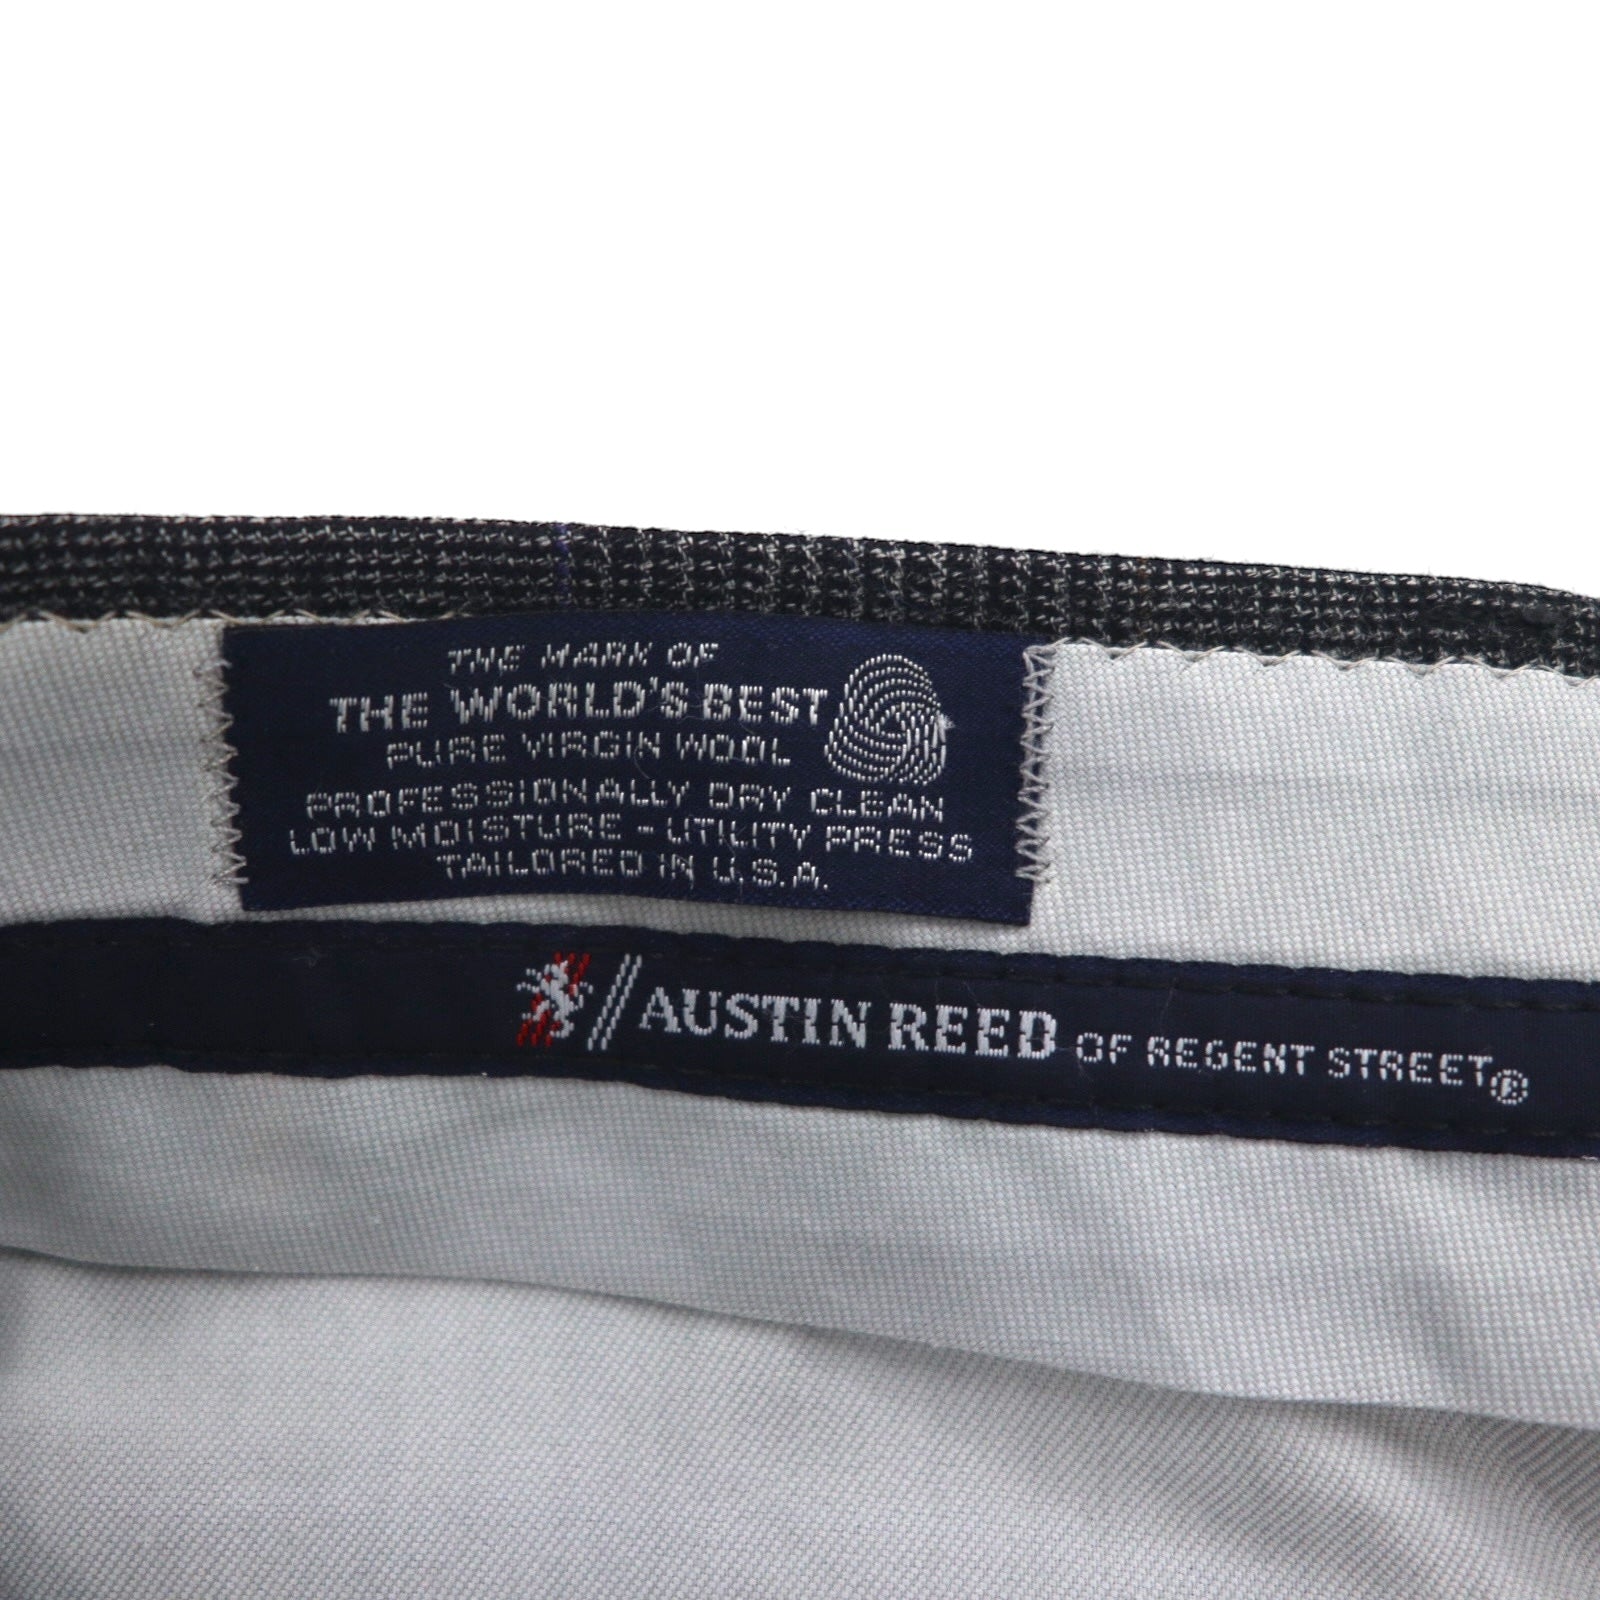 THE MARK OF
THE WORLD'S BEST
PURE VIRGIN WOOL
PROFESSIONALLY DRY CLEAN
LOW MOISTURE - UTILITY PRESS
TAILORED IN U.S.A.
AUSTIN REED OF REGENT STREET®